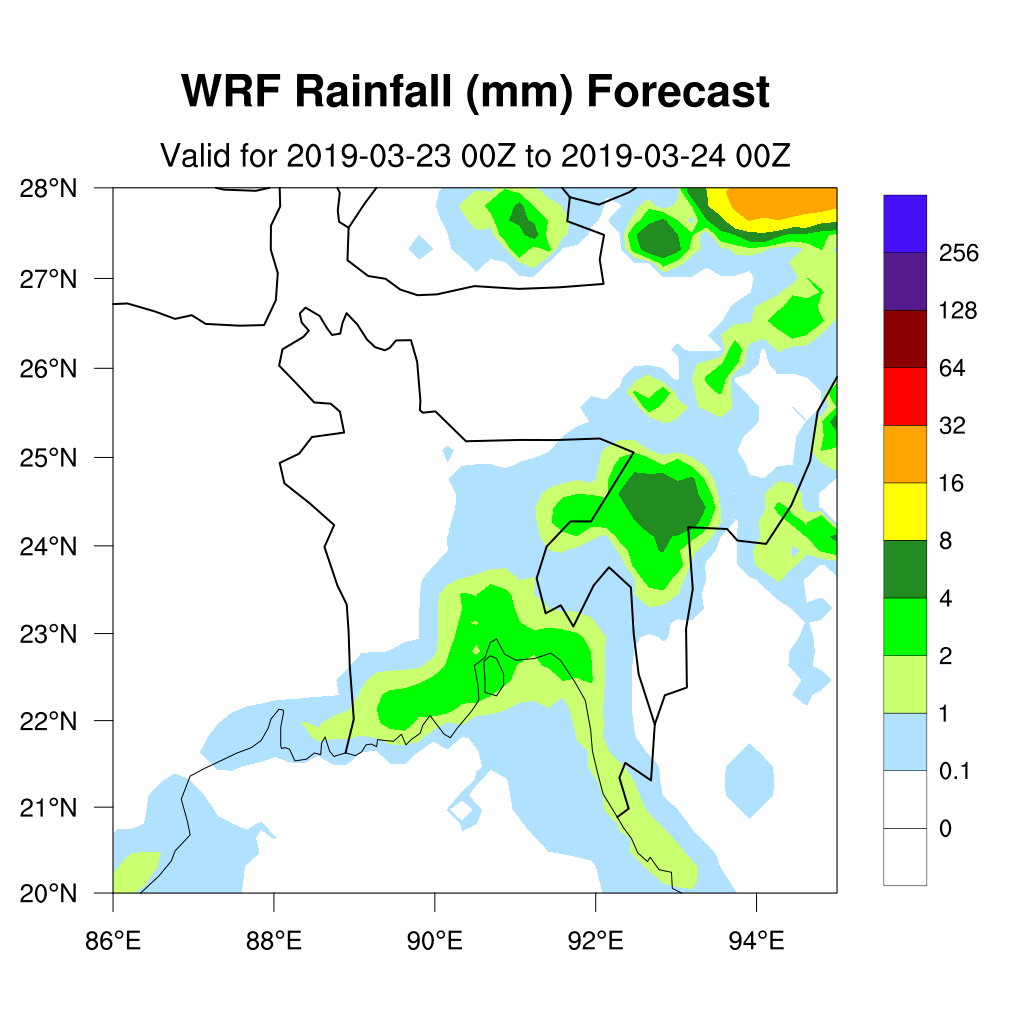 WRF Rainfall (mm) Forecast
Valid for 2019-03-23 00Z to 2019-03-24 00Z
28°N
27°N
26°N
25°N
24°N
23°N
22°N
21°N
20°N
86°E
88°E
90°E
92°E
94°E
256
128
64
32
16
8
4
2
1
0.1
0